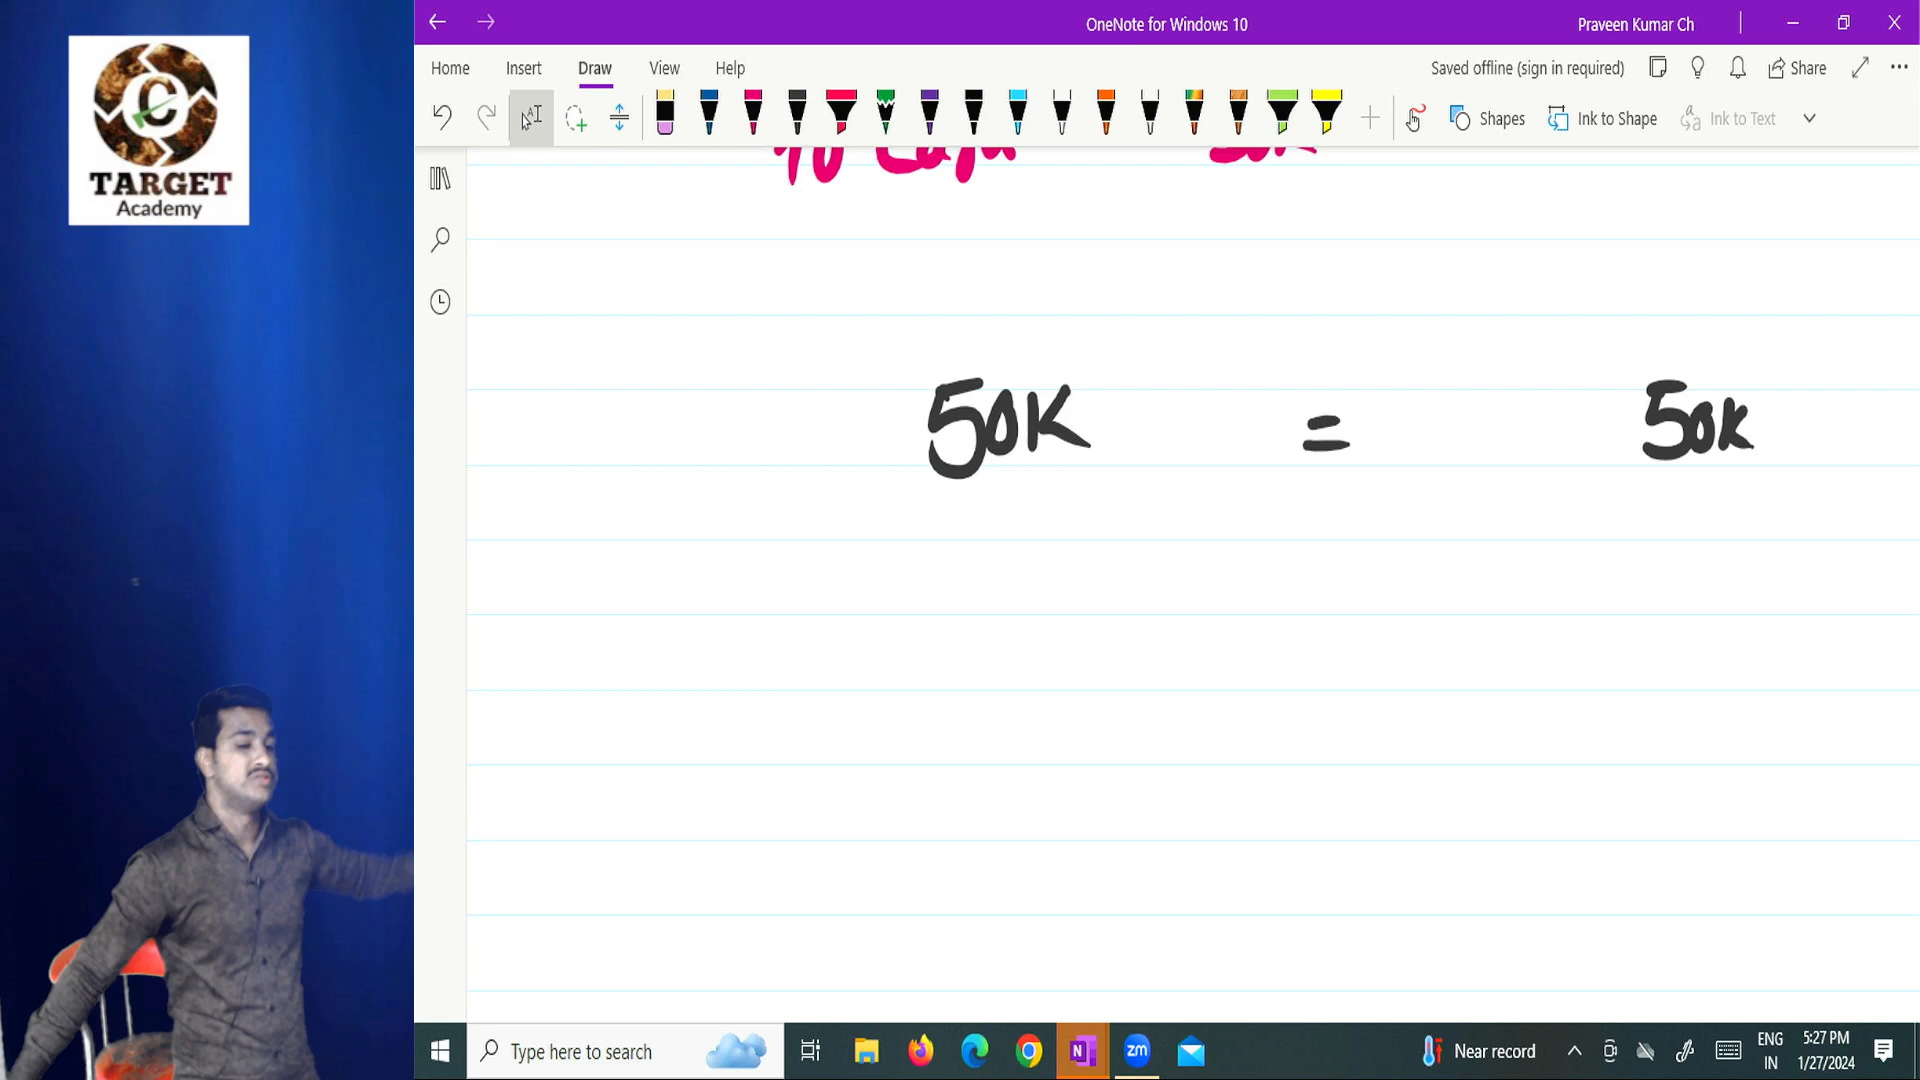 TARGET
Academy
OneNote for Windows 10
Praveen Kumar Ch
Home Insert Draw View Help
Saved offline (sign in required)
Share
Shapes
Ink to Shape
Ink to Text
50K = 50K
Type here to search
N
zm
Near record
ENG
IN
5:27 PM
1/27/2024